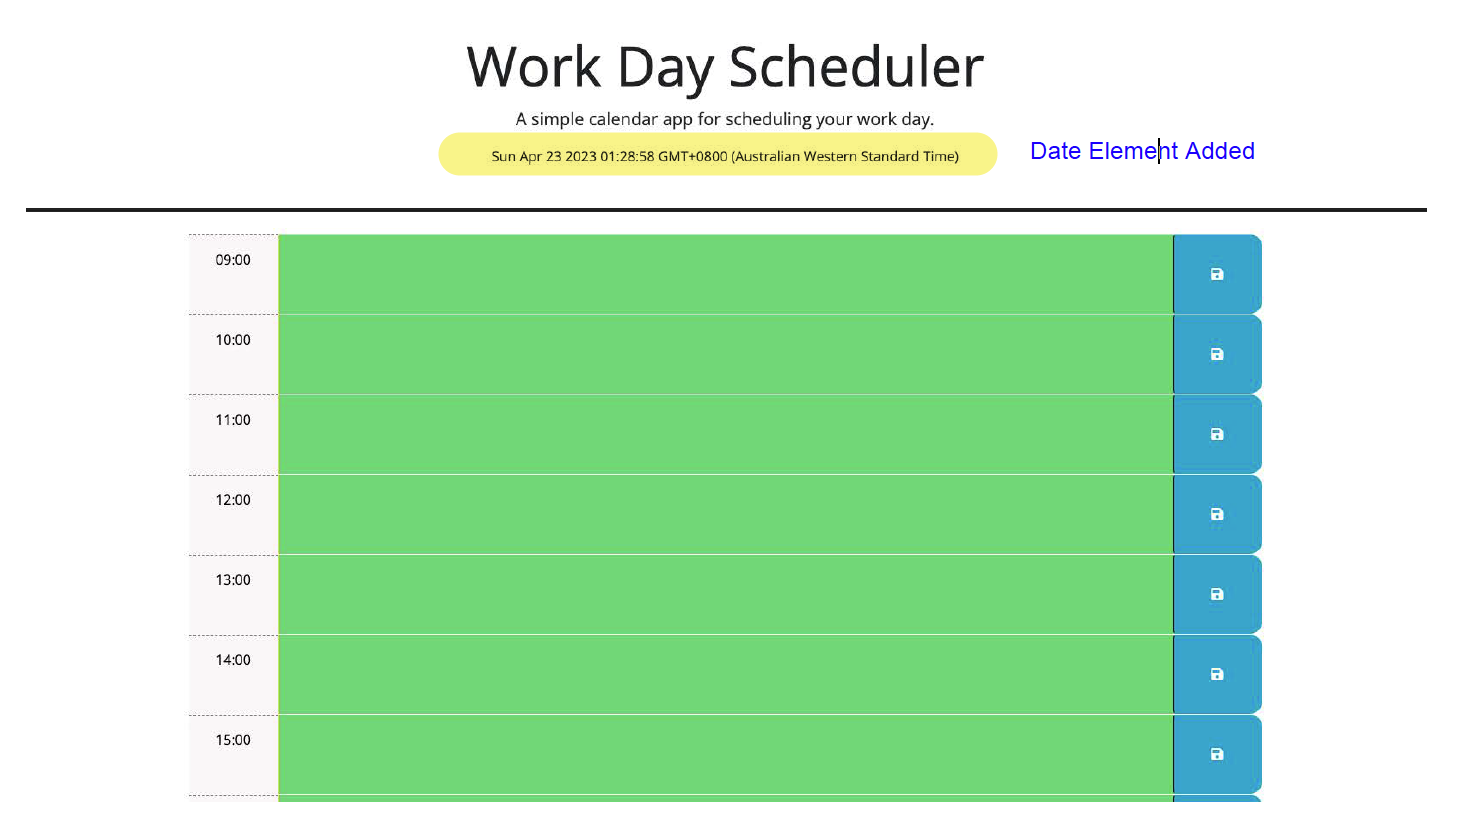 Work Day Scheduler
A simple calendar app for scheduling your work day.
Sun Apr 23 2023 01:28:58 GMT+0800 (Australian Western Standard Time)
Date Element Added
09:00
10:00
11:00
12:00
13:00
14:00
15:00